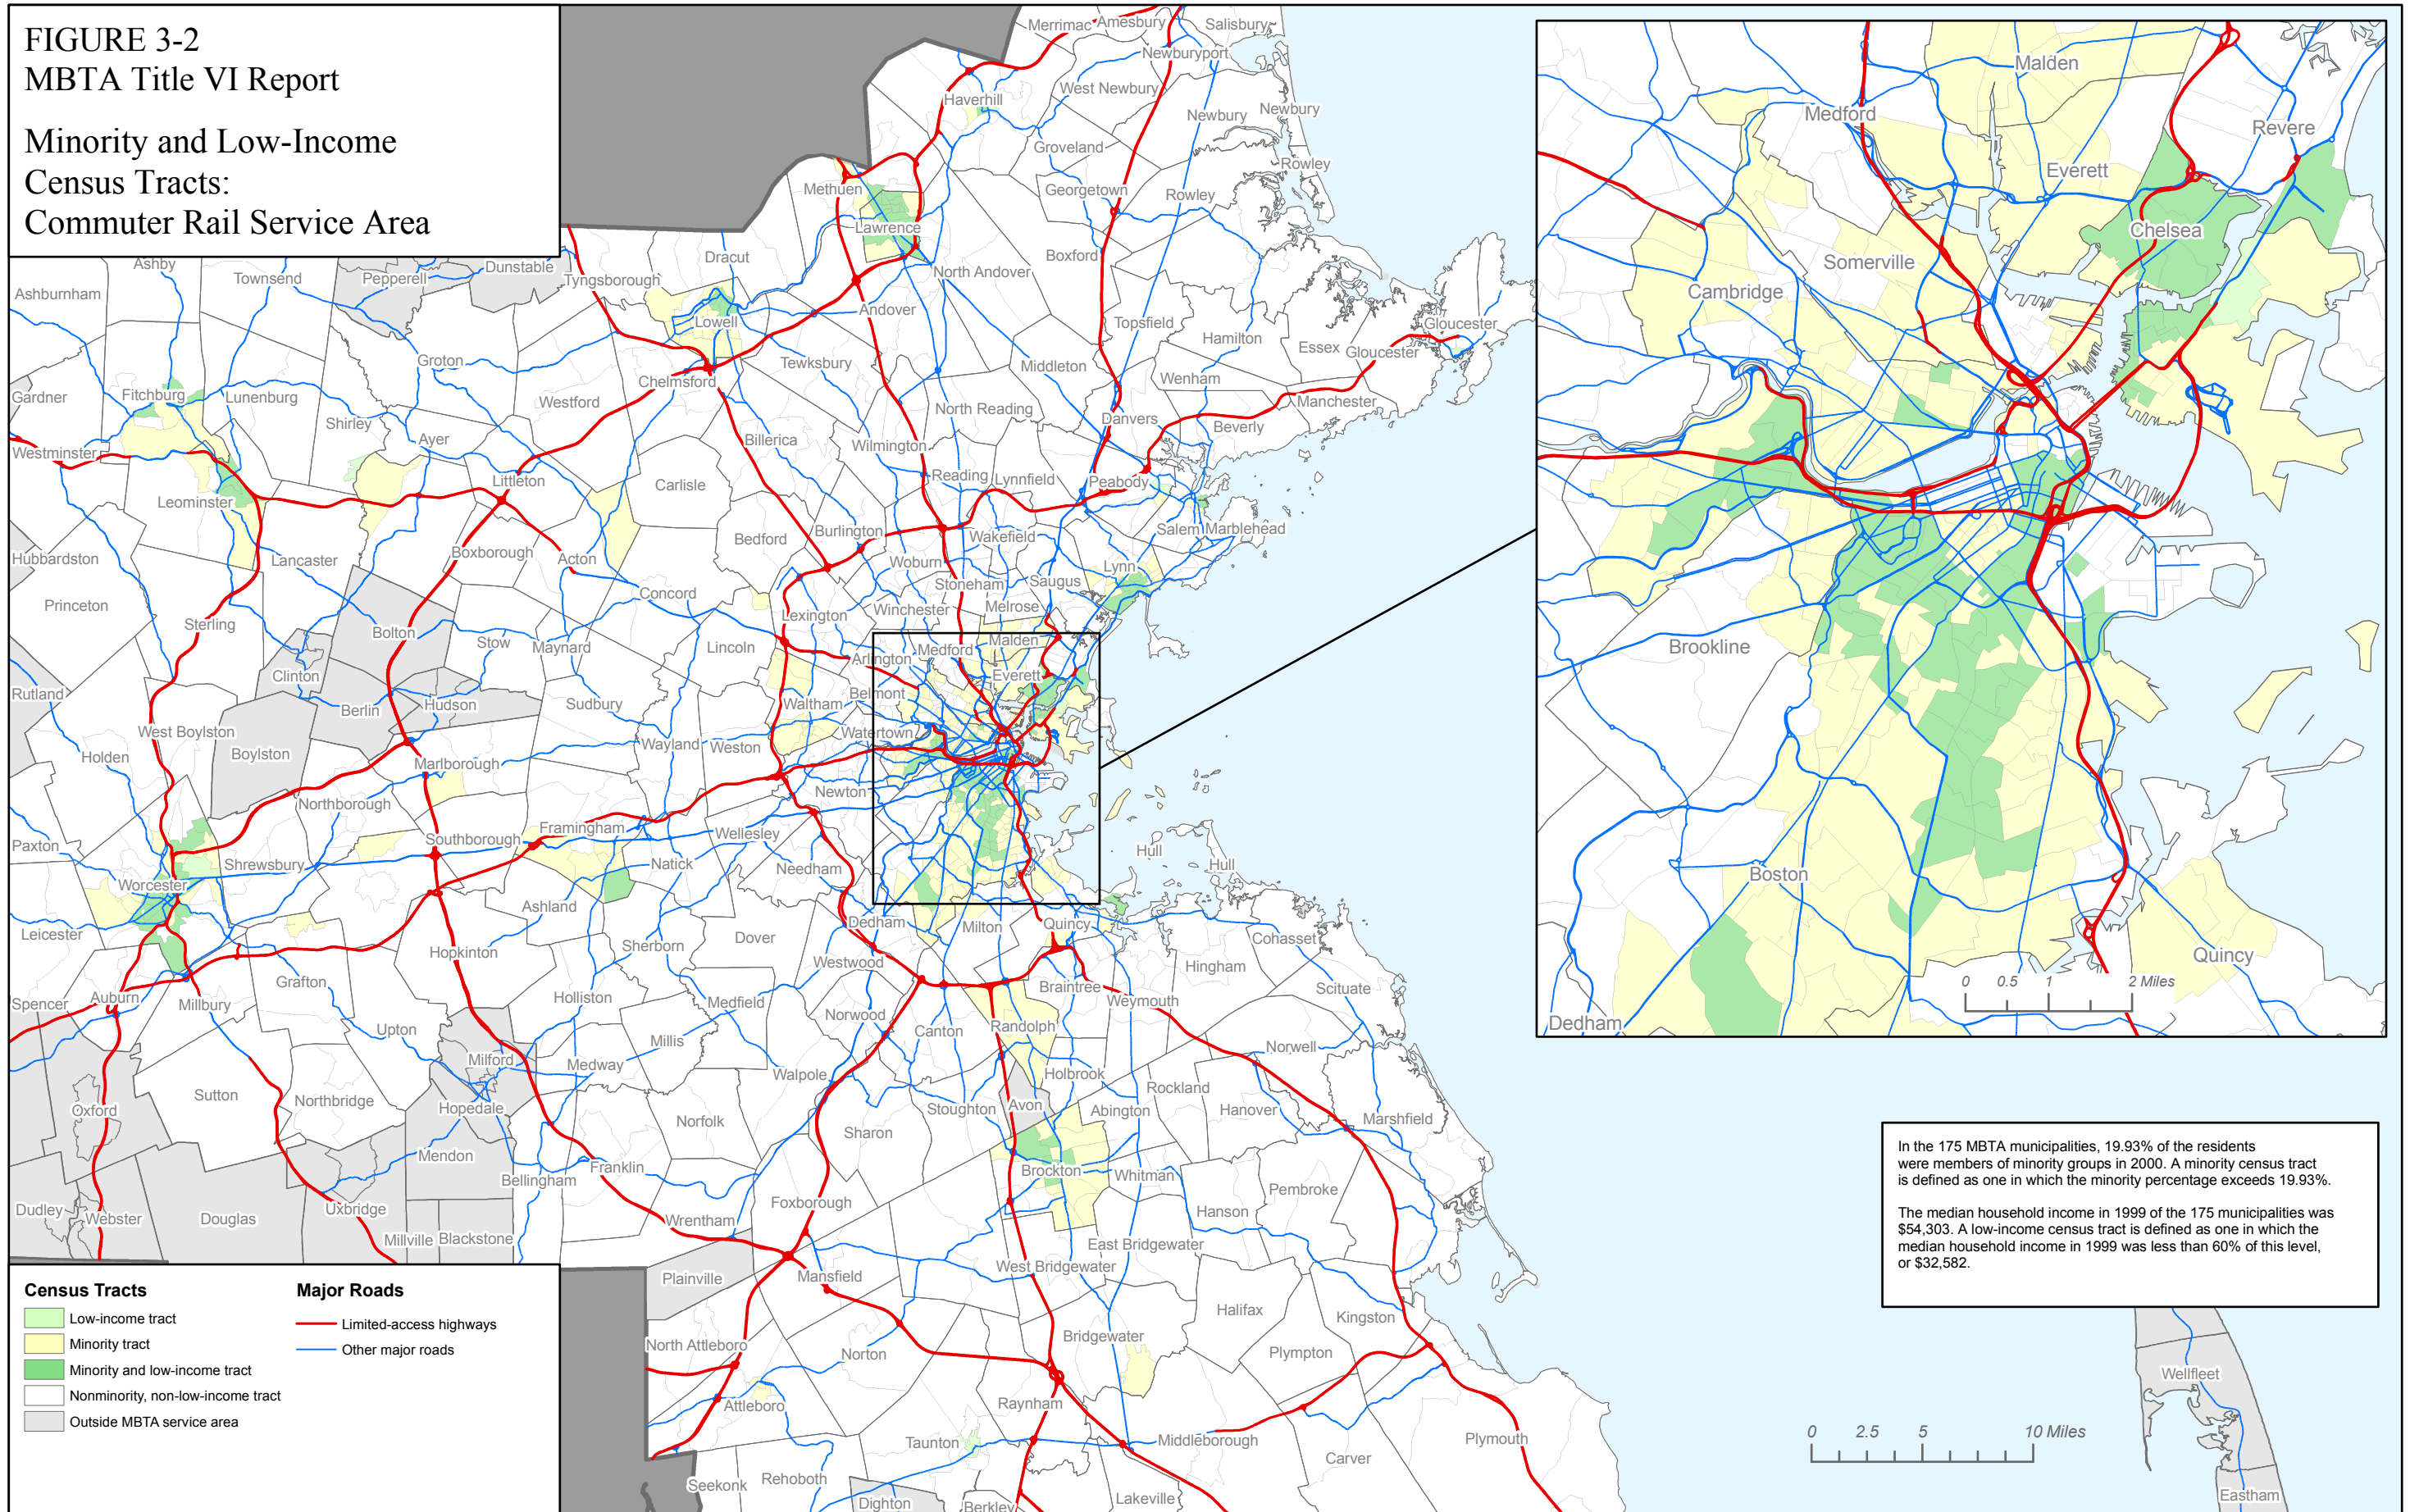 FIGURE 3-2
MBTA Title VI Report
Minority and Low-Income
Census Tracts:
Commuter Rail Service Area
Merrimac
Amesbury
Salisbury
Newburyport
Haverhill
West Newbury
Newbury
Newbury
Groveland
Rowley
Methuen
Georgetown
Rowley
Lawrence
Dracut
Boxford
North Andover
Ashby
Townsend
Pepperell
Dunstable
Tyngsborough
Ashburnham
Lowell
Andover
Topsfield
Hamilton
Gloucester
Essex
Gloucester
Groton
Tewksbury
Middleton
Chelmsford
Wenham
Gardner
Fitchburg
Lunenburg
Westford
Manchester
Shirley
North Reading
Danvers
Beverly
Ayer
Billerica
Wilmington
Westminster
Littleton
Carlisle
Reading
Lynnfield
Peabody
Leominster
Burlington
Salem
Marblehead
Hubbardston
Lancaster
Boxborough
Acton
Bedford
Wakefield
Woburn
Lynn
Princeton
Concord
Stoneham
Saugus
Sterling
Bolton
Stow
Maynard
Lexington
Winchester
Melrose
Lincoln
Malden
Medford
Arlington
Clinton
Everett
Rutland
Berlin
Hudson
Sudbury
Belmont
Waltham
West Boylston
Watertown
Holden
Boylston
Wayland
Weston
Marlborough
Newton
Northborough
Paxton
Southborough
Framingham
Wellesley
Shrewsbury
Natick
Needham
Hull
Hull
Worcester
Ashland
Leicester
Dedham
Milton
Quincy
Hopkinton
Sherborn
Dover
Cohasset
Westwood
Hingham
Spencer
Auburn
Millbury
Grafton
Holliston
Medfield
Braintree
Weymouth
Scituate
Upton
Norwood
Canton
Randolph
Millis
Milford
Medway
Walpole
Norwell
Holbrook
Sutton
Northbridge
Rockland
Oxford
Hopedale
Norfolk
Stoughton
Avon
Abington
Hanover
Marshfield
Sharon
Mendon
Franklin
Brockton
Whitman
Bellingham
Pembroke
Dudley
Webster
Douglas
Uxbridge
Foxborough
Hanson
Wrentham
Millville
Blackstone
East Bridgewater
West Bridgewater
Plainville
Mansfield
Halifax
Kingston
North Attleboro
Norton
Bridgewater
Plympton
Attleboro
Raynham
Taunton
Middleborough
Plymouth
Carver
Seekonk
Rehoboth
Dighton
Berkley
Lakeville
Malden
Medford
Revere
Everett
Chelsea
Somerville
Cambridge
Brookline
Boston
Quincy
Dedham
0 0.5 1 2 Miles
In the 175 MBTA municipalities, 19.93% of the residents
were members of minority groups in 2000. A minority census tract
is defined as one in which the minority percentage exceeds 19.93%.
The median household income in 1999 of the 175 municipalities was
$54,303. A low-income census tract is defined as one in which the
median household income in 1999 was less than 60% of this level,
or $32,582.
Wellfleet
Eastham
0 2.5 5 10 Miles
Census Tracts
Low-income tract
Minority tract
Minority and low-income tract
Nonminority, non-low-income tract
Outside MBTA service area
Major Roads
Limited-access highways
Other major roads